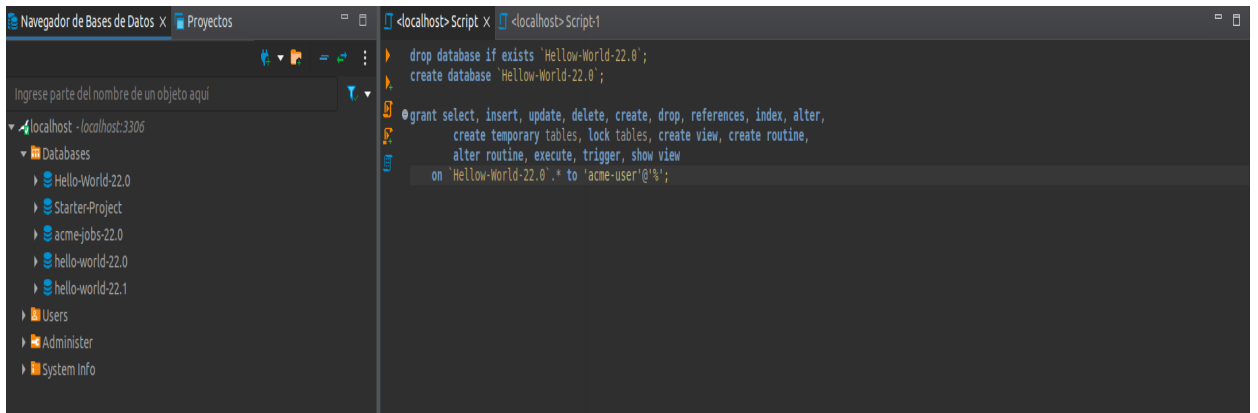 Navegador de Bases de Datos
Proyectos
Ingrese parte del nombre de un objeto aquí
localhost - localhost:3306
Databases
Hello-World-22.0
Starter-Project
acme-jobs-22.0
hello-world-22.0
hello-world-22.1
Users
Administer
System Info
<localhost> Script
<localhost> Script-1
drop database if exists `Hellow-World-22.0`;
create database `Hellow-World-22.0`;
grant select, insert, update, delete, create, drop, references, index, alter,
create temporary tables, lock tables, create view, create routine,
alter routine, execute, trigger, show view
on `Hellow-World-22.0`.* to 'acme-user'@'%';